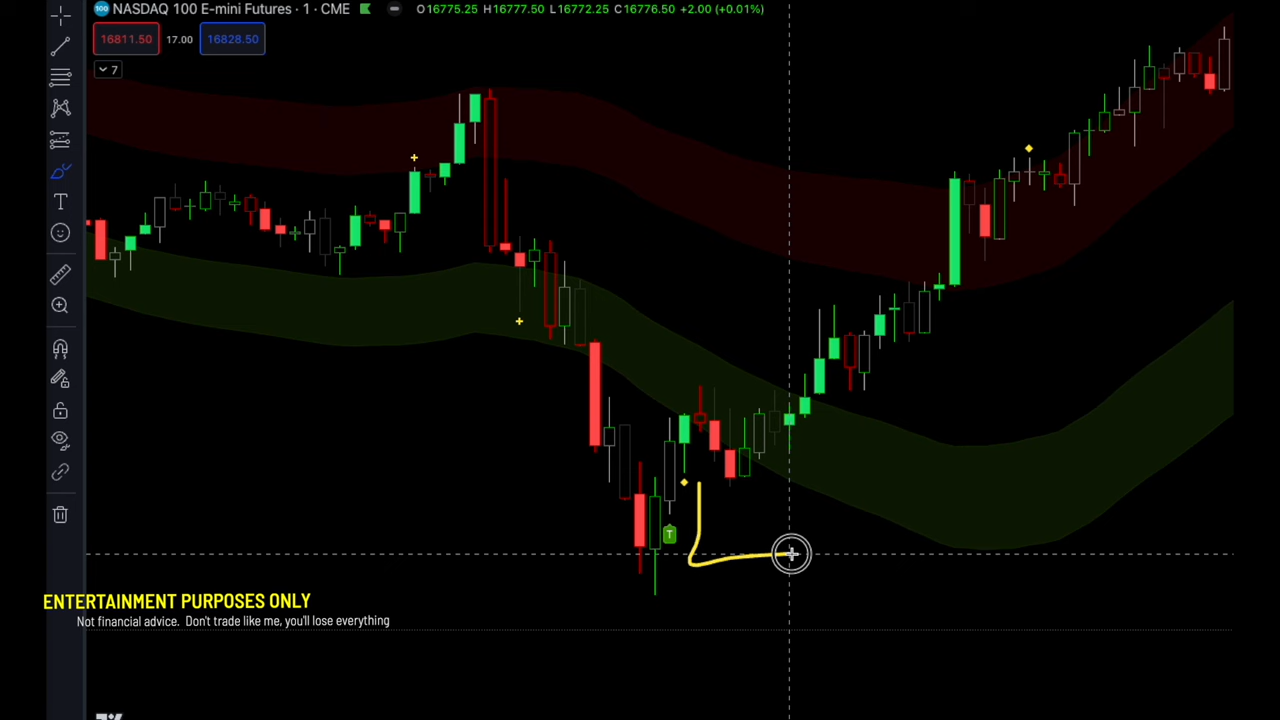 100 NASDAQ 100 E-mini Futures · 1 · CME O16775.25 H16777.50 L16772.25 C16776.50 +2.00 (+0.01%)
16811.50 17.00 16828.50
7
T
T
ENTERTAINMENT PURPOSES ONLY
Not financial advice. Don't trade like me, you'll lose everything